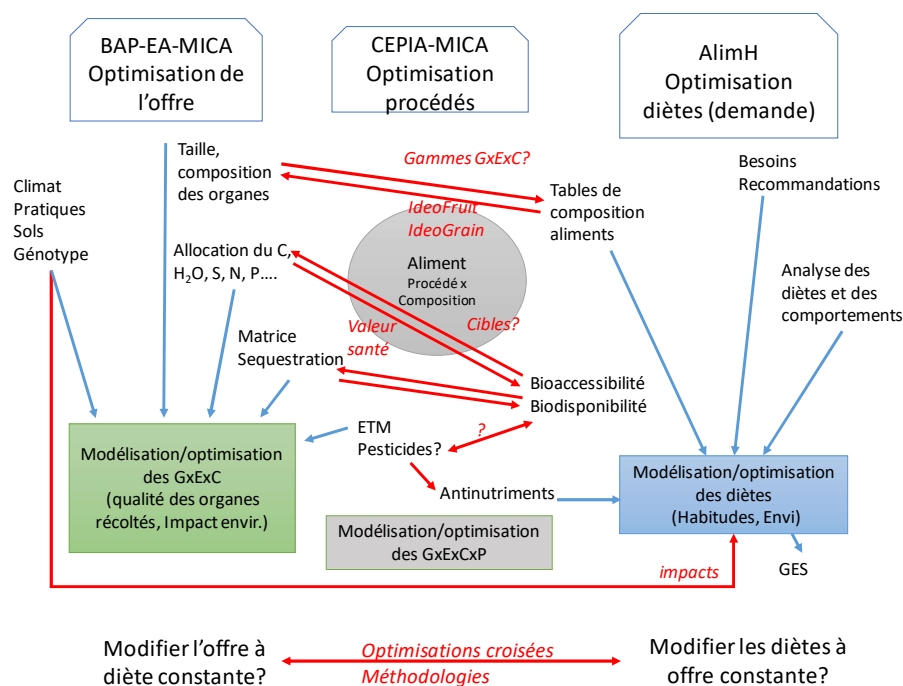 BAP-EA-MICA
Optimisation de
l'offre
CEPIA-MICA
Optimisation
procédés
AlimH
Optimisation
diètes (demande)
Climat
Pratiques
Sols
Génotype
Taille,
composition
des organes
Gammes GxExC?
Tables de
composition
aliments
Besoins
Recommandations
IdeoFruit
IdeoGrain
Allocation du C,
H₂O, S, N, P....
Aliment
Procédé x
Composition
Analyse des
diètes et des
comportements
Valeur
santé
Cibles?
Matrice
Sequestration
Bioaccessibilité
Biodisponibilité
?
ETM
Pesticides?
Antinutriments
Modélisation/optimisation
des GxExC
(qualité des organes
récoltés, Impact envir.)
Modélisation/optimisation
des GxExCxP
Modélisation/optimisation
des diètes
(Habitudes, Envi)
impacts
GES
Modifier l'offre à
diète constante?
Optimisations croisées
Méthodologies
Modifier les diètes à
offre constante?